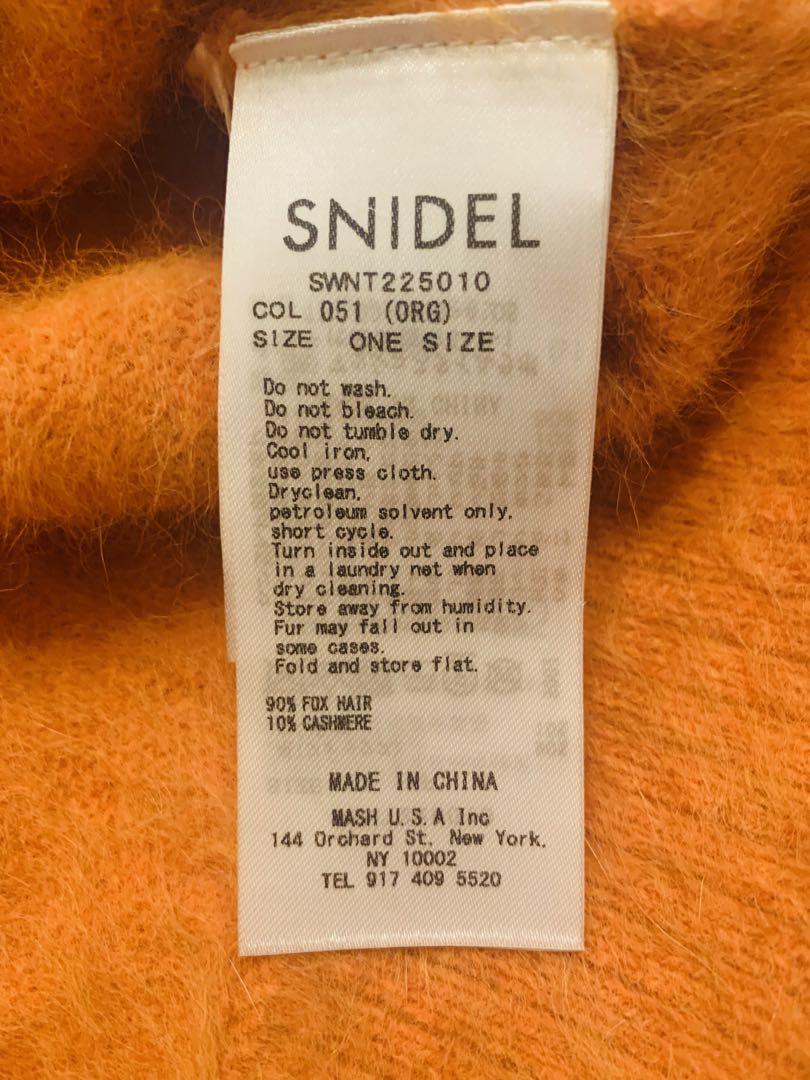 SNIDEL
SWNT225010
COL 051 (ORG)
SIZE ONE SIZE
Do not wash.
Do not bleach.
Do not tumble dry.
Cool iron,
use press cloth.
Dryclean,
petroleum solvent only,
short cycle.
Turn inside out and place
in a laundry net when
dry cleaning.
Store away from humidity.
Fur may fall out in
some cases.
Fold and store flat.
90% FOX HAIR
10% CASHMERE
MADE IN CHINA
MASH U.S.A Inc
144 Orchard St. New York,
NY 10002
TEL 917 409 5520